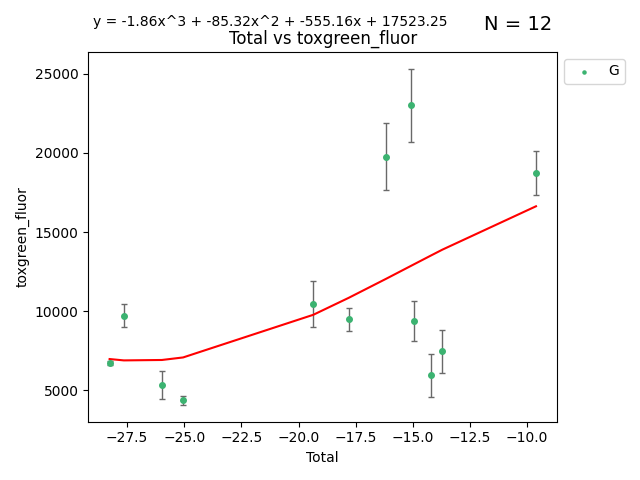 y = -1.86x^3 + -85.32x^2 + -555.16x + 17523.25
N = 12
Total vs toxgreen_fluor
G
25000
20000
15000
10000
5000
toxgreen_fluor
−27.5 −25.0 −22.5 −20.0 −17.5 −15.0 −12.5 −10.0
Total